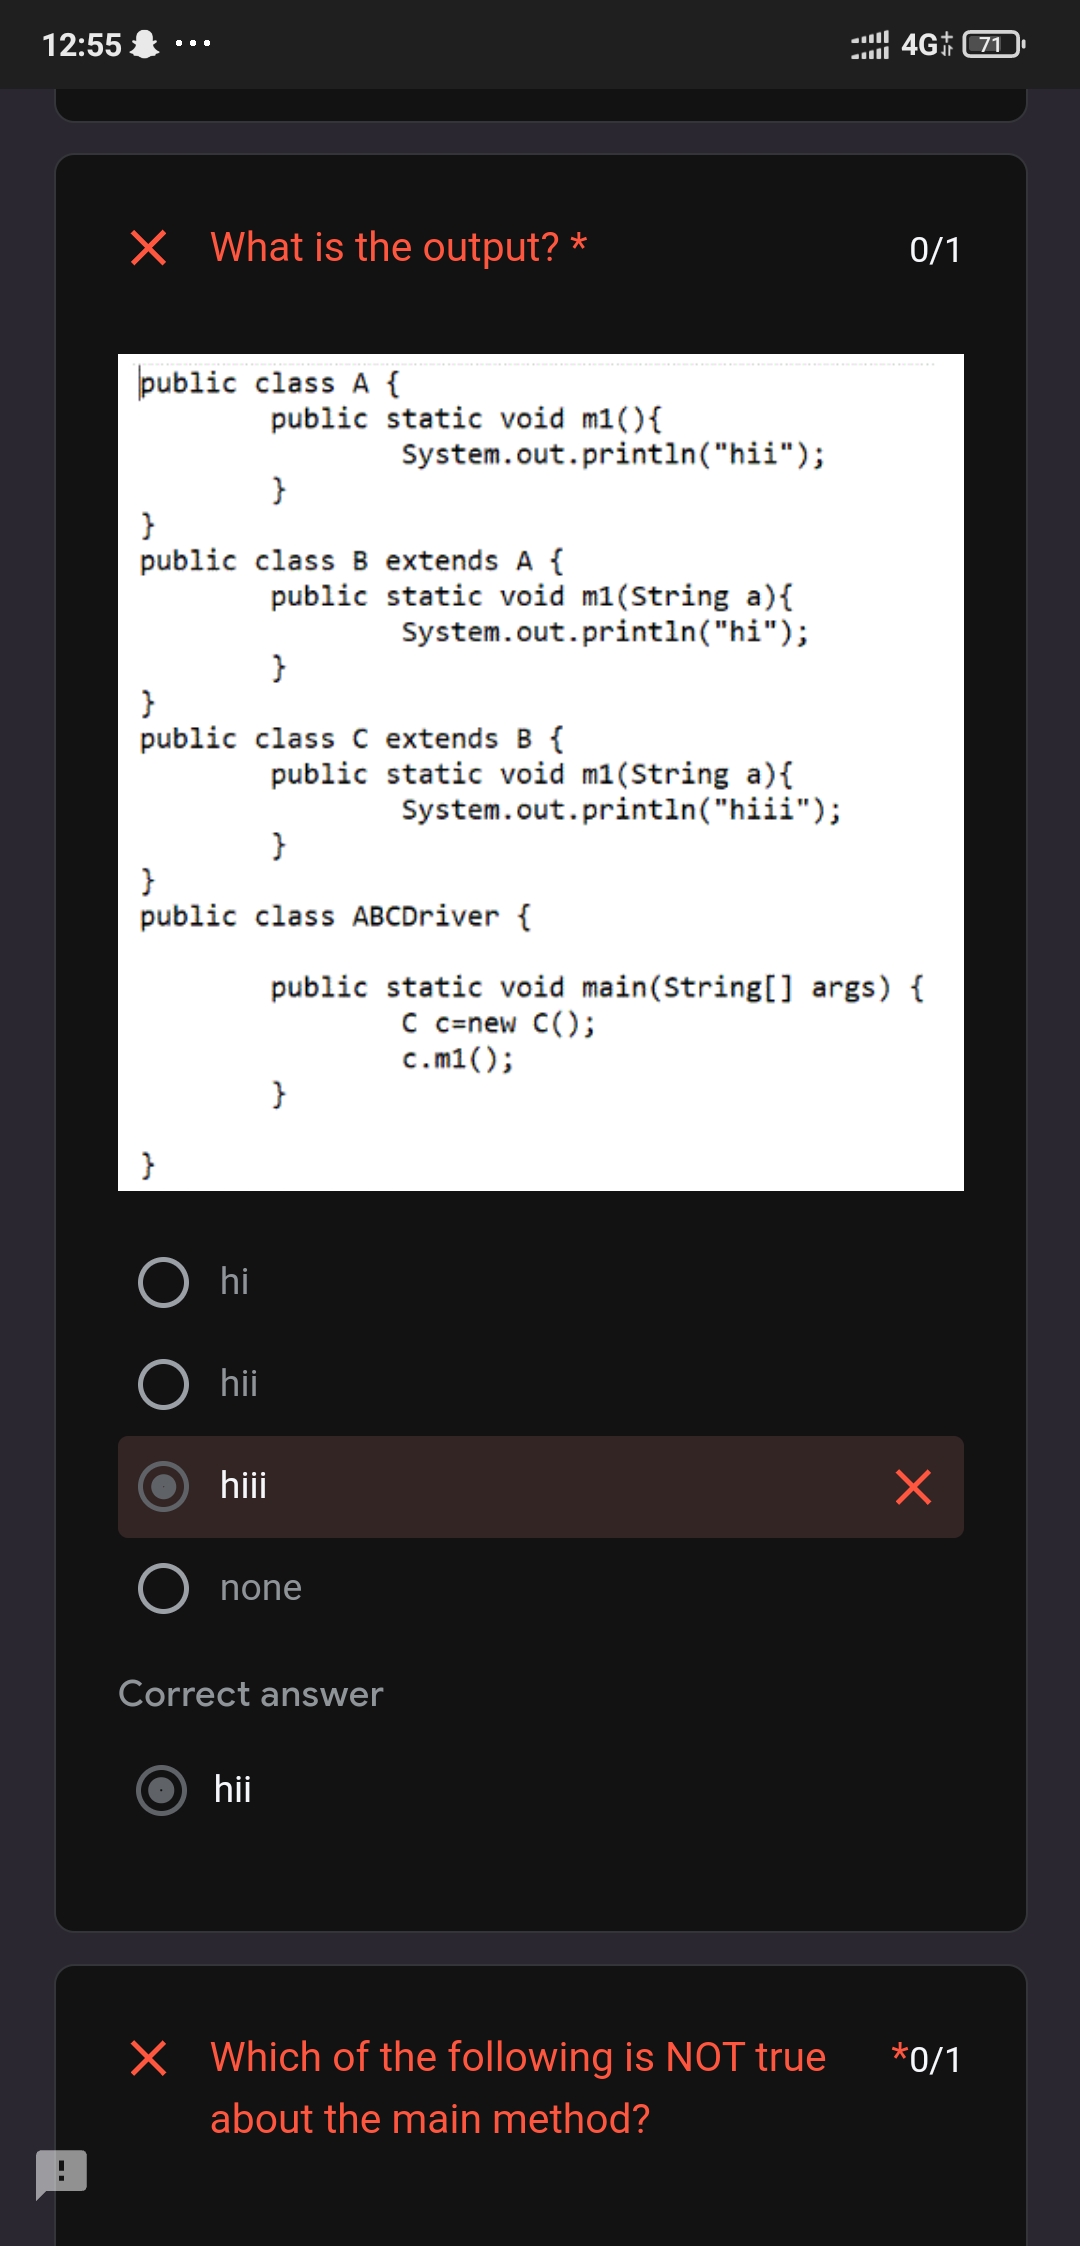 12:55 ...
4G 71
What is the output? *
0/1
public class A {
public static void m1(){
System.out.println("hii");
}
}
public class B extends A {
public static void m1(String a){
System.out.println("hi");
}
}
public class C extends B {
public static void m1(String a){
System.out.println("hiii");
}
}
public class ABCDriver {
public static void main(String[] args) {
C c=new C();
c.m1();
}
}
hi
hii
hiii
none
Correct answer
hii
Which of the following is NOT true
*0/1
about the main method?